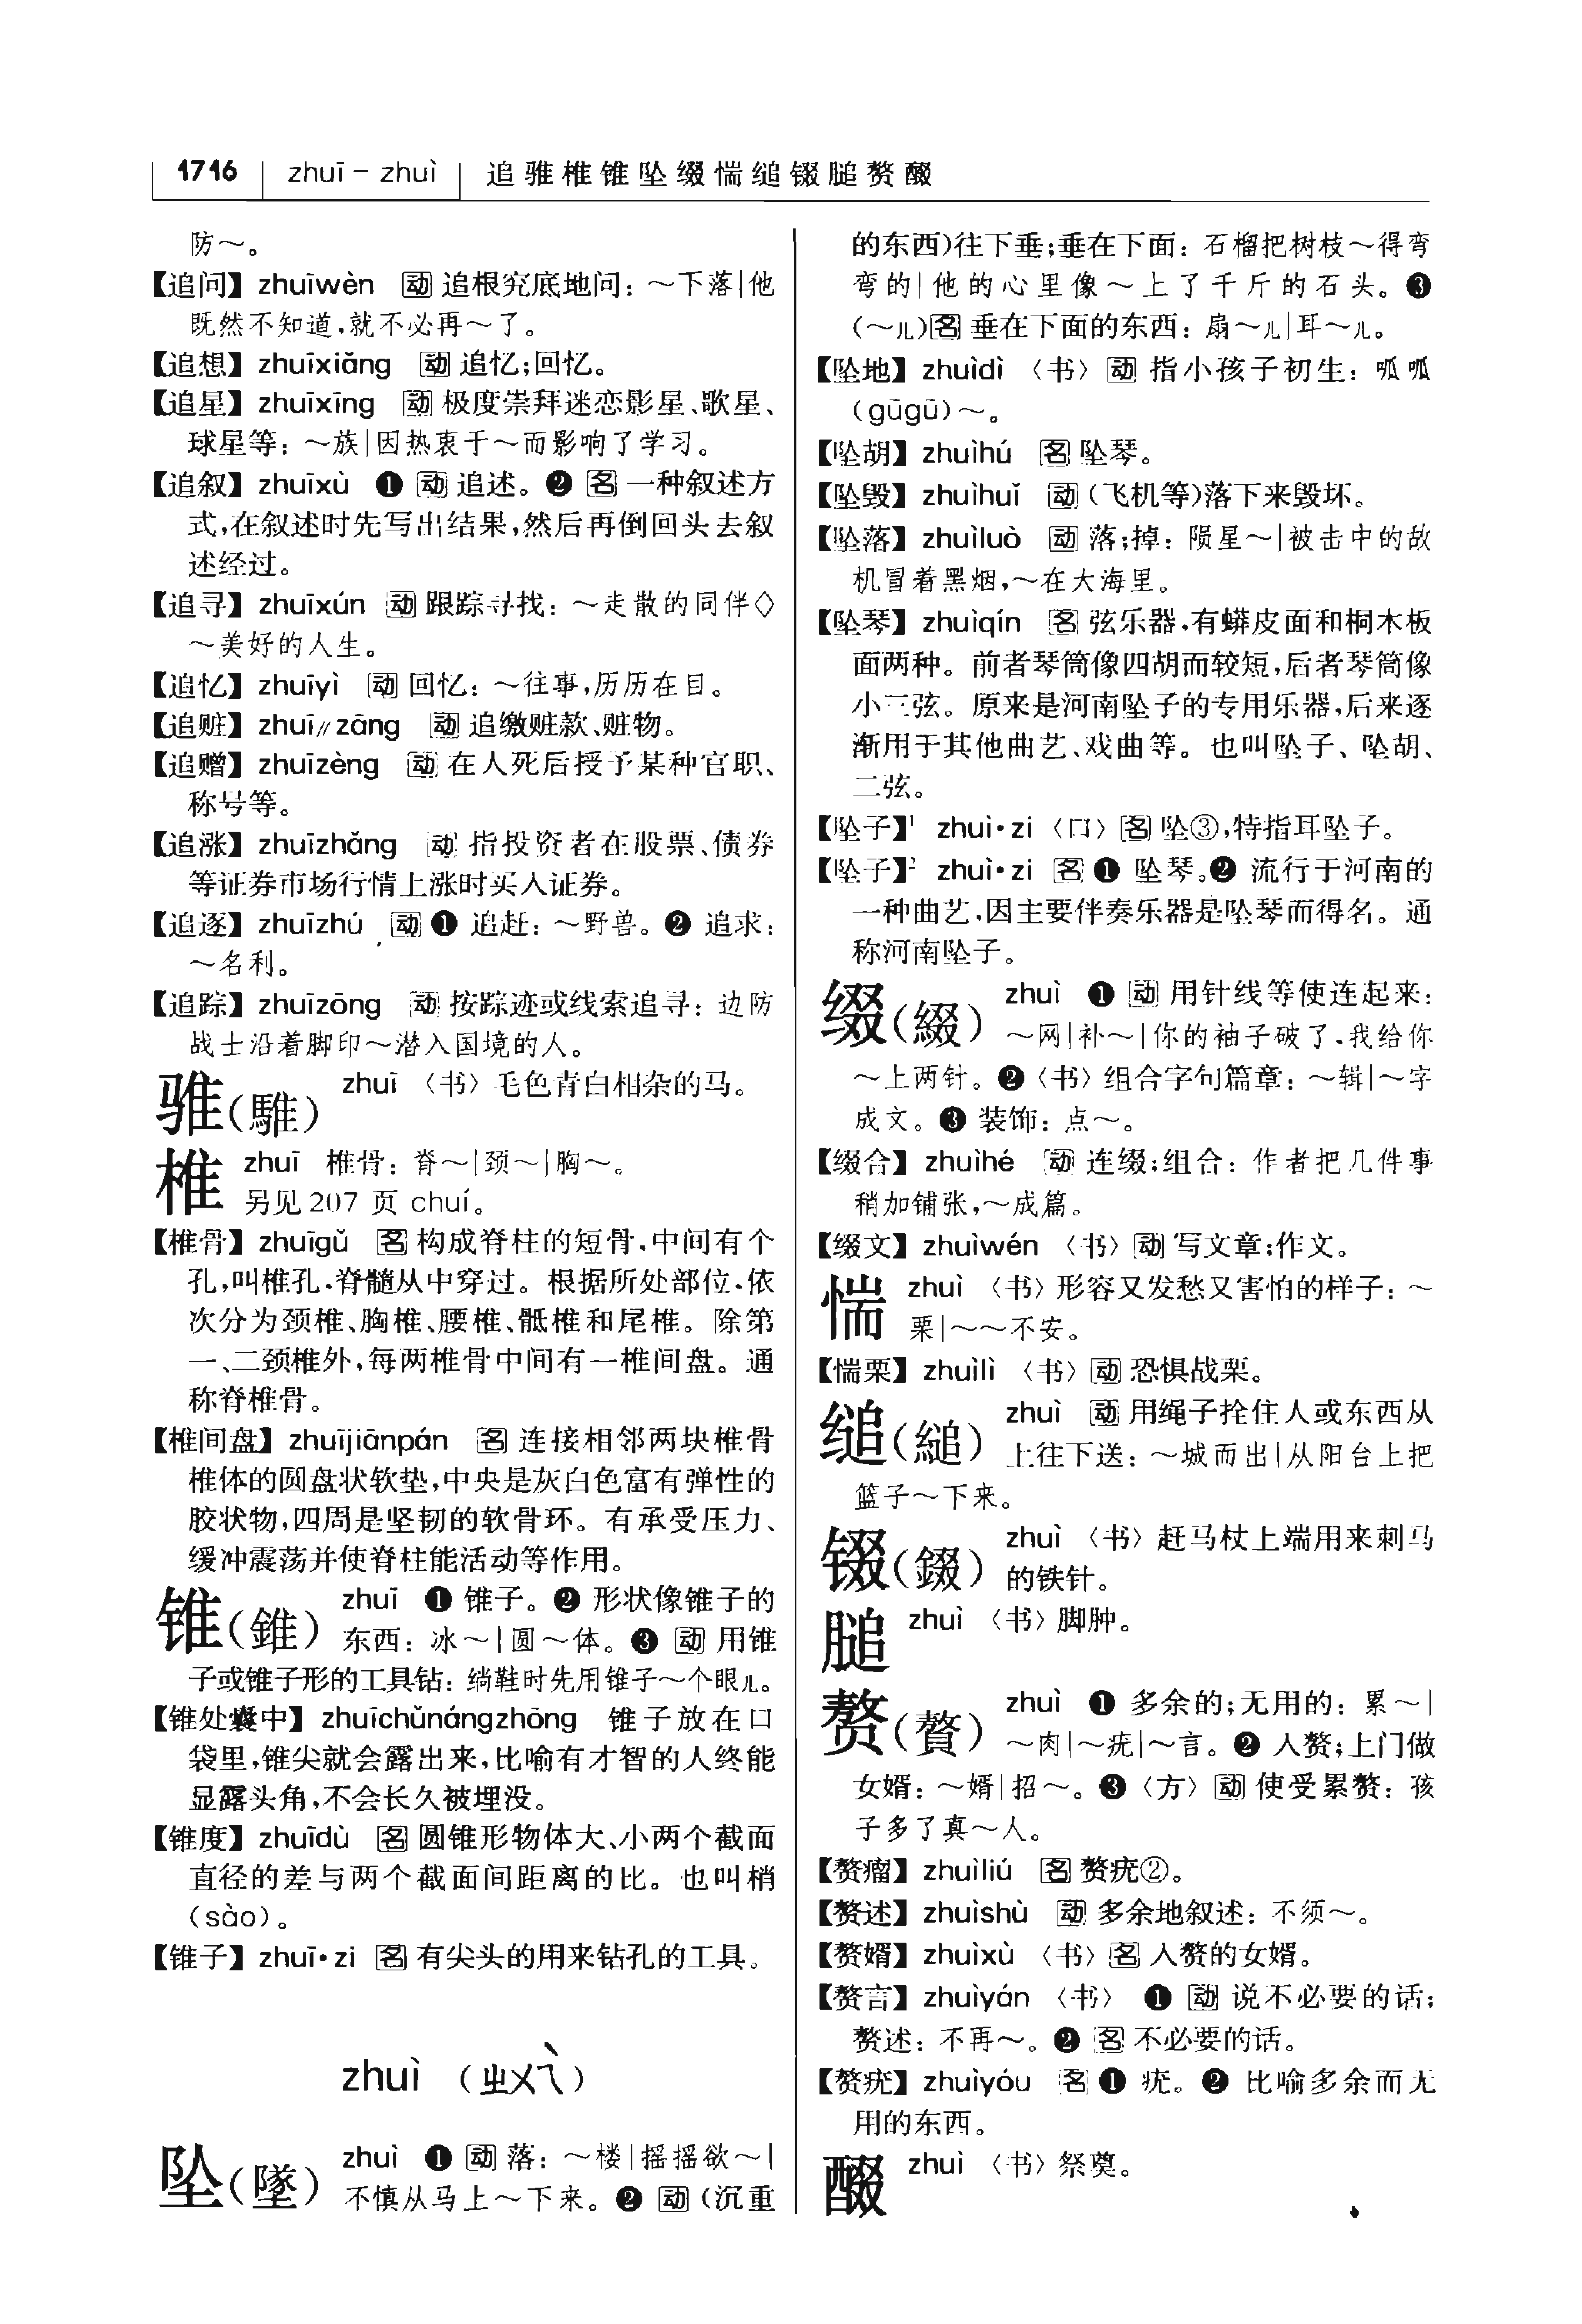 1716 zhuī – zhuì 追骓椎锥坠缀惴缒錣膇赘醊
防～。
【追问】zhuīwèn 动 追根究底地问：～下落|他
既然不知道,就不必再～了。
【追想】zhuīxiǎng 动 追忆;回忆。
【追星】zhuīxīng 动 极度崇拜迷恋影星、歌星、
球星等：～族|因热衷于～而影响了学习。
【追叙】zhuīxù ❶ 动 追述。❷ 名 一种叙述方
式,在叙述时先写出结果,然后再倒回头去叙
述经过。
【追寻】zhuīxún 动 跟踪寻找：～走散的同伴◇
～美好的人生。
【追忆】zhuīyì 动 回忆：～往事,历历在目。
【追赃】zhuī∥zāng 动 追缴赃款、赃物。
【追赠】zhuīzèng 动 在人死后授予某种官职、
称号等。
【追涨】zhuīzhǎng 动 指投资者在股票、债券
等证券市场行情上涨时买入证券。
【追逐】zhuīzhú 动 ❶ 追赶：～野兽。❷ 追求：
～名利。
【追踪】zhuīzōng 动 按踪迹或线索追寻：边防
战士沿着脚印～潜入国境的人。
骓(騅) zhuī 〈书〉毛色青白相杂的马。
椎 zhuī 椎骨：脊～|颈～|胸～。
另见207 页 chuí。
【椎骨】zhuīgǔ 名 构成脊柱的短骨,中间有个
孔,叫椎孔,脊髓从中穿过。根据所处部位,依
次分为颈椎、胸椎、腰椎、骶椎和尾椎。除第
一、二颈椎外,每两椎骨中间有一椎间盘。通
称脊椎骨。
【椎间盘】zhuījiānpán 名 连接相邻两块椎骨
椎体的圆盘状软垫,中央是灰白色富有弹性的
胶状物,四周是坚韧的软骨环。有承受压力、
缓冲震荡并使脊柱能活动等作用。
锥(錐) zhuī ❶ 锥子。❷ 形状像锥子的
东西：冰～|圆～体。❸ 动 用锥
子或锥子形的工具钻：绱鞋时先用锥子～个眼儿。
【锥处囊中】zhuīchǔnángzhōng 锥子放在口
袋里,锥尖就会露出来,比喻有才智的人终能
显露头角,不会长久被埋没。
【锥度】zhuīdù 名 圆锥形物体大、小两个截面
直径的差与两个截面间距离的比。也叫梢
(sào)。
【锥子】zhuī·zi 名 有尖头的用来钻孔的工具。
zhuì （ㄓㄨㄟˋ）
坠(墜) zhuì ❶ 动 落：～楼|摇摇欲～|
不慎从马上～下来。❷ 动 (沉重
的东西)往下垂;垂在下面：石榴把树枝～得弯
弯的|他的心里像～上了千斤的石头。❸
(～儿)名 垂在下面的东西：扇～儿|耳～儿。
【坠地】zhuìdì 〈书〉动 指小孩子初生：呱呱
(gūgū)～。
【坠胡】zhuìhú 名 坠琴。
【坠毁】zhuìhuǐ 动 (飞机等)落下来毁坏。
【坠落】zhuìluò 动 落;掉：陨星～|被击中的敌
机冒着黑烟,～在大海里。
【坠琴】zhuìqín 名 弦乐器,有蟒皮面和桐木板
面两种。前者琴筒像四胡而较短,后者琴筒像
小三弦。原来是河南坠子的专用乐器,后来逐
渐用于其他曲艺、戏曲等。也叫坠子、坠胡、
二弦。
【坠子】¹ zhuì·zi 〈口〉名 坠③,特指耳坠子。
【坠子】² zhuì·zi 名 ❶ 坠琴。❷ 流行于河南的
一种曲艺,因主要伴奏乐器是坠琴而得名。通
称河南坠子。
缀(綴) zhuì ❶ 动 用针线等使连起来：
～网|补～|你的袖子破了,我给你
～上两针。❷〈书〉组合字句篇章：～辑|～字
成文。❸ 装饰：点～。
【缀合】zhuìhé 动 连缀;组合：作者把几件事
稍加铺张,～成篇。
【缀文】zhuìwén 〈书〉动 写文章;作文。
惴 zhuì 〈书〉形容又发愁又害怕的样子：～
栗|～～不安。
【惴栗】zhuìlì 〈书〉动 恐惧战栗。
缒(縋) zhuì 动 用绳子拴住人或东西从
上往下送：～城而出|从阳台上把
篮子～下来。
𫓹(錣) zhuì 〈书〉赶马杖上端用来刺马
的铁针。
膇 zhuì 〈书〉脚肿。
赘(贅) zhuì ❶ 多余的;无用的：累～|
～肉|～疣|～言。❷ 入赘;上门做
女婿：～婿|招～。❸〈方〉动 使受累赘：孩
子多了真～人。
【赘瘤】zhuìliú 名 赘疣②。
【赘述】zhuìshù 动 多余地叙述：不须～。
【赘婿】zhuìxù 〈书〉名 入赘的女婿。
【赘言】zhuìyán 〈书〉 ❶ 动 说不必要的话;
赘述：不再～。❷ 名 不必要的话。
【赘疣】zhuìyóu 名 ❶ 疣。❷ 比喻多余而无
用的东西。
醊 zhuì 〈书〉祭奠。